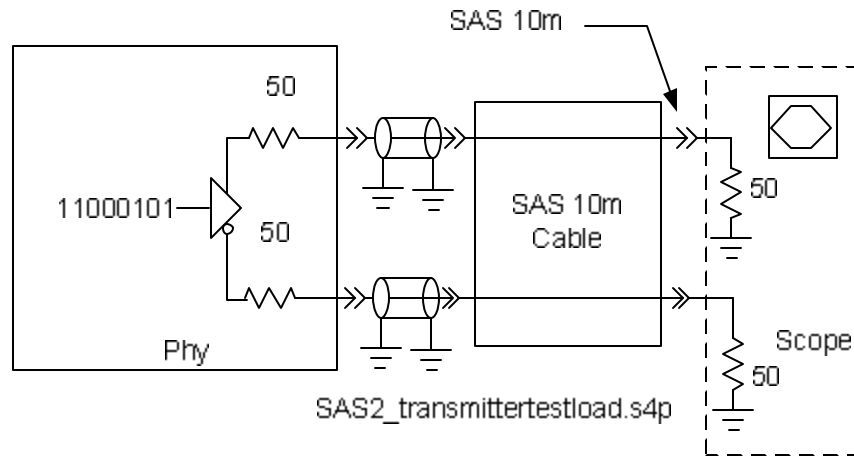 SAS 10m
50
11000101
50
SAS 10m
Cable
50
Phy
Scope
50
SAS2_transmittertestload.s4p